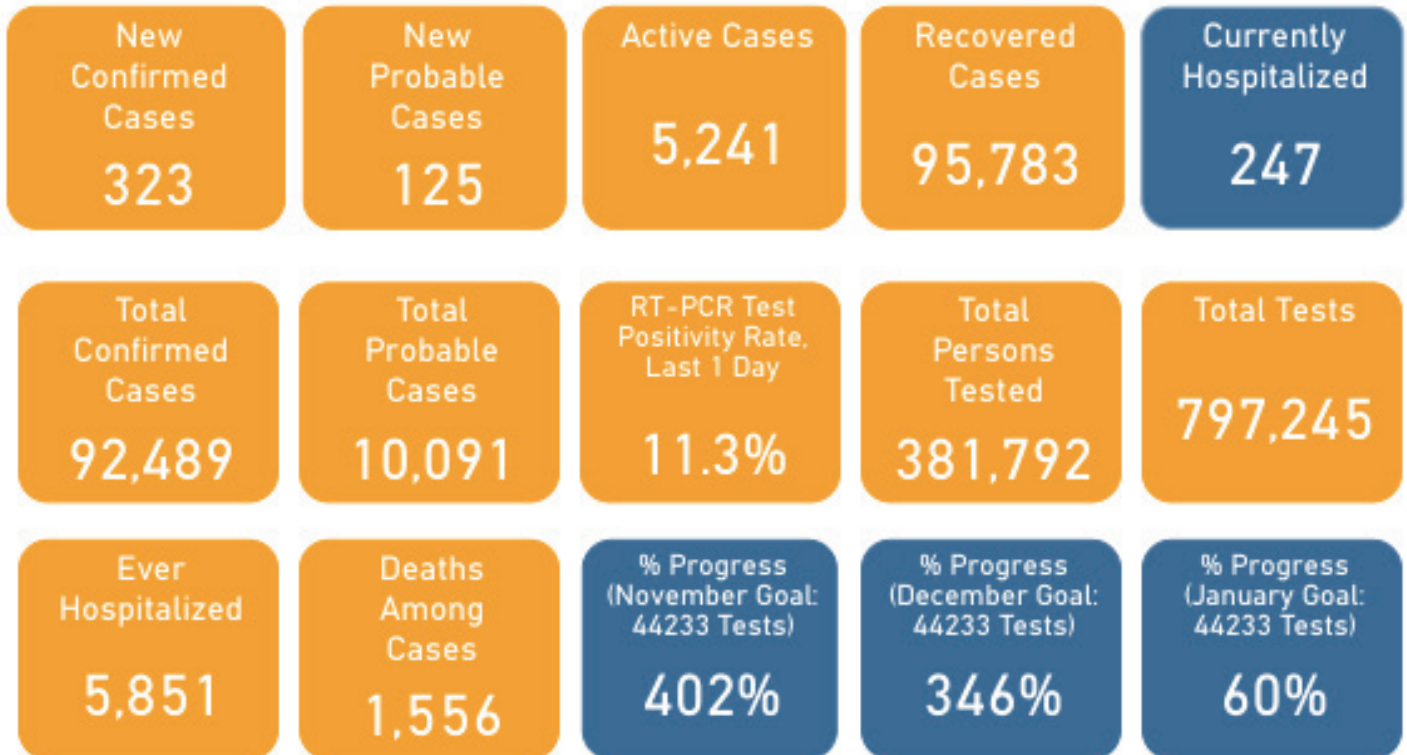 New
Confirmed
Cases
323
New
Probable
Cases
125
Active Cases
5,241
Recovered
Cases
95,783
Currently
Hospitalized
247
Total
Confirmed
Cases
92,489
Total
Probable
Cases
10,091
RT-PCR Test
Positivity Rate,
Last 1 Day
11.3%
Total
Persons
Tested
381,792
Total Tests
797,245
Ever
Hospitalized
5,851
Deaths
Among
Cases
1,556
% Progress
(November Goal:
44233 Tests)
402%
% Progress
(December Goal:
44233 Tests)
346%
% Progress
(January Goal:
44233 Tests)
60%